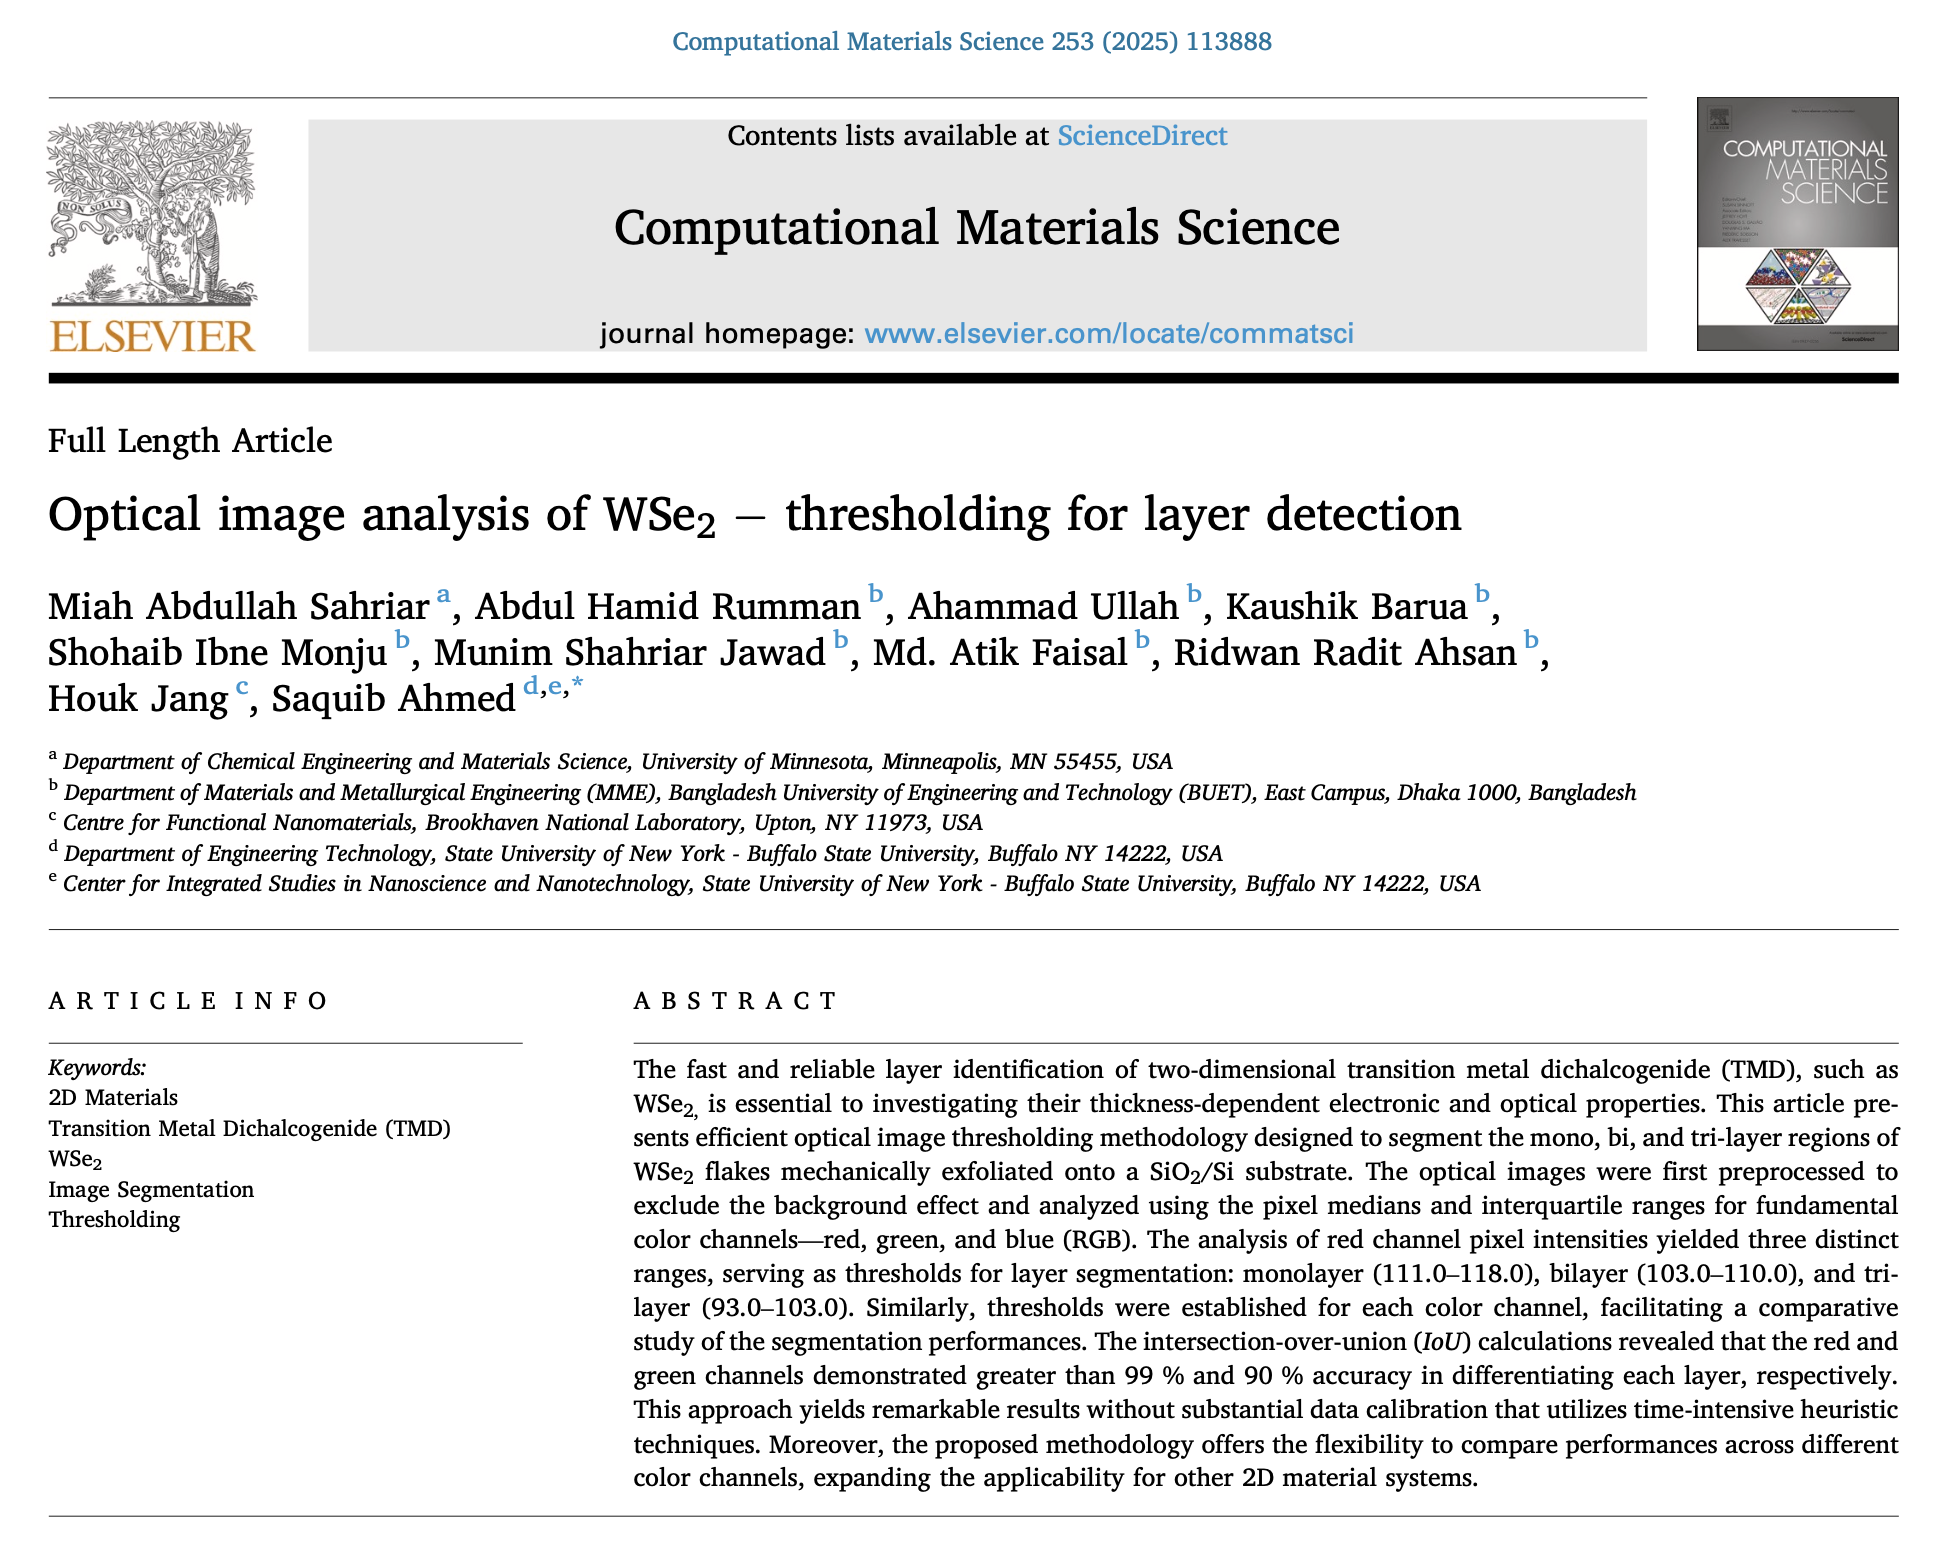 Computational Materials Science 253 (2025) 113888
NON SOLUS
ELSEVIER
Contents lists available at ScienceDirect
Computational Materials Science
journal homepage: www.elsevier.com/locate/commatsci
COMPUTATIONAL
MATERIALS
SCIENCE
ScienceDirect
Full Length Article
Optical image analysis of WSe₂ – thresholding for layer detection
Miah Abdullah Sahriar ᵃ, Abdul Hamid Rumman ᵇ, Ahammad Ullah ᵇ, Kaushik Barua ᵇ,
Shohaib Ibne Monju ᵇ, Munim Shahriar Jawad ᵇ, Md. Atik Faisal ᵇ, Ridwan Radit Ahsan ᵇ,
Houk Jang ᶜ, Saquib Ahmed ᵈ,ᵉ,*
ᵃ Department of Chemical Engineering and Materials Science, University of Minnesota, Minneapolis, MN 55455, USA
ᵇ Department of Materials and Metallurgical Engineering (MME), Bangladesh University of Engineering and Technology (BUET), East Campus, Dhaka 1000, Bangladesh
ᶜ Centre for Functional Nanomaterials, Brookhaven National Laboratory, Upton, NY 11973, USA
ᵈ Department of Engineering Technology, State University of New York - Buffalo State University, Buffalo NY 14222, USA
ᵉ Center for Integrated Studies in Nanoscience and Nanotechnology, State University of New York - Buffalo State University, Buffalo NY 14222, USA
ARTICLE INFO
Keywords:
2D Materials
Transition Metal Dichalcogenide (TMD)
WSe₂
Image Segmentation
Thresholding
ABSTRACT
The fast and reliable layer identification of two-dimensional transition metal dichalcogenide (TMD), such as
WSe₂, is essential to investigating their thickness-dependent electronic and optical properties. This article pre-
sents efficient optical image thresholding methodology designed to segment the mono, bi, and tri-layer regions of
WSe₂ flakes mechanically exfoliated onto a SiO₂/Si substrate. The optical images were first preprocessed to
exclude the background effect and analyzed using the pixel medians and interquartile ranges for fundamental
color channels—red, green, and blue (RGB). The analysis of red channel pixel intensities yielded three distinct
ranges, serving as thresholds for layer segmentation: monolayer (111.0–118.0), bilayer (103.0–110.0), and tri-
layer (93.0–103.0). Similarly, thresholds were established for each color channel, facilitating a comparative
study of the segmentation performances. The intersection-over-union (IoU) calculations revealed that the red and
green channels demonstrated greater than 99 % and 90 % accuracy in differentiating each layer, respectively.
This approach yields remarkable results without substantial data calibration that utilizes time-intensive heuristic
techniques. Moreover, the proposed methodology offers the flexibility to compare performances across different
color channels, expanding the applicability for other 2D material systems.